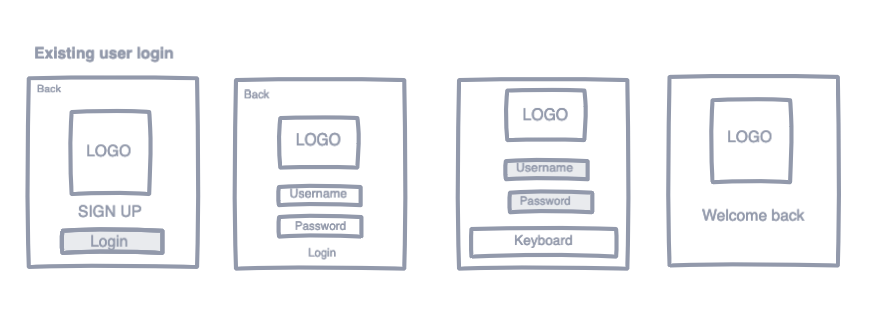 Existing user login
Back
LOGO
SIGN UP
Login
Back
LOGO
Username
Password
Login
LOGO
Username
Password
Keyboard
LOGO
Welcome back